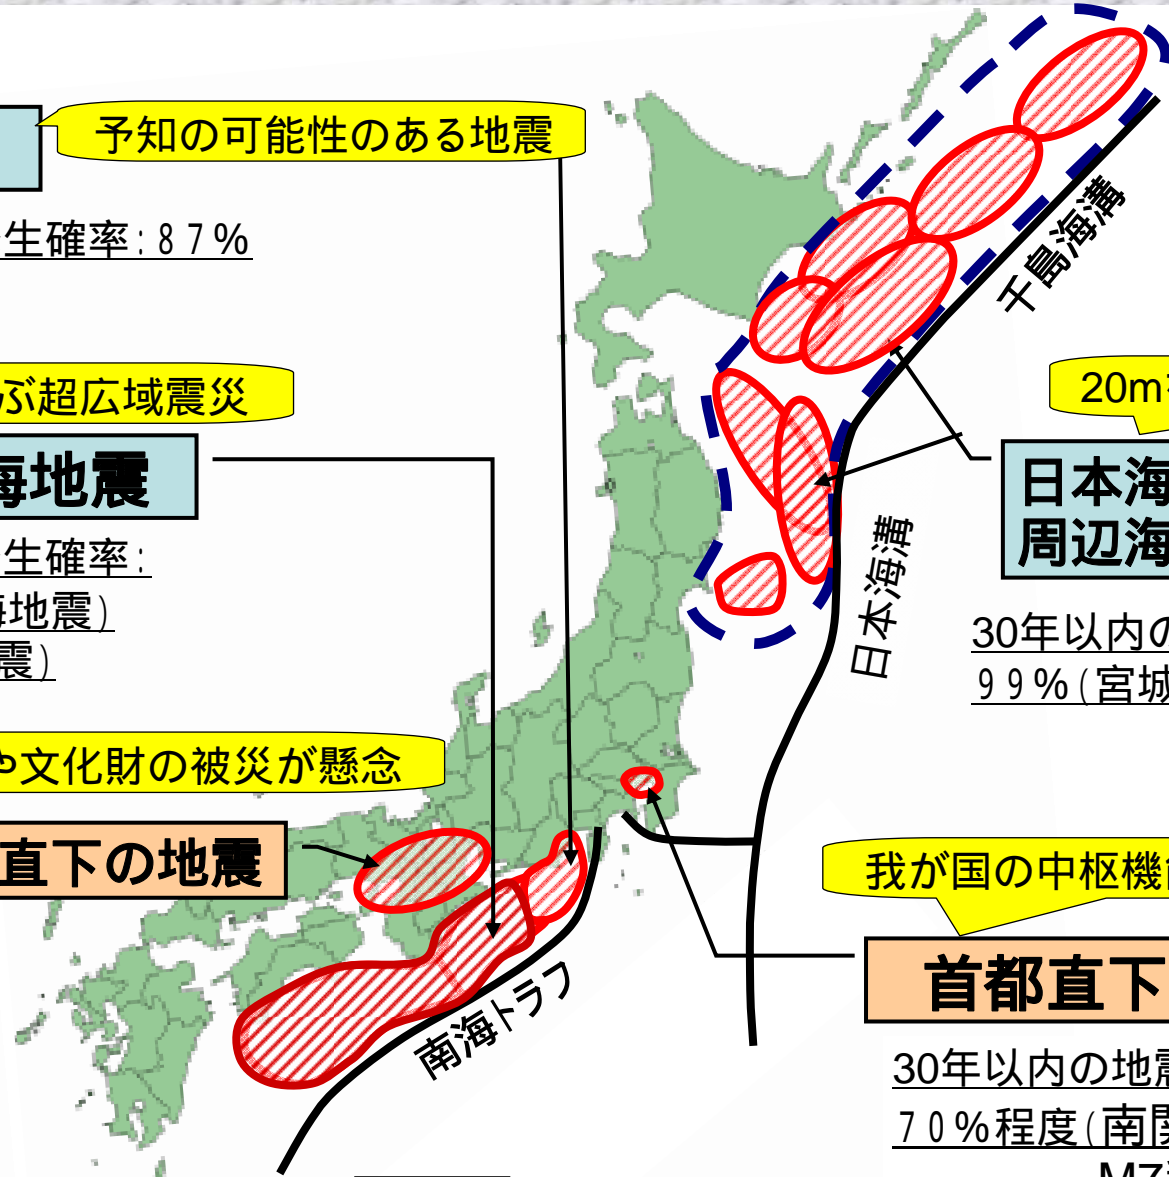 予知の可能性のある地震
生確率：８７％
ぶ超広域震災
海地震
生確率：
海地震）
震）
や文化財の被災が懸念
直下の地震
千島海溝
20m
日本海
周辺海
日本海溝
30年以内の
９９％（宮城
我が国の中枢機
首都直下
30年以内の地震
７０％程度（南関
M7
南海トラフ